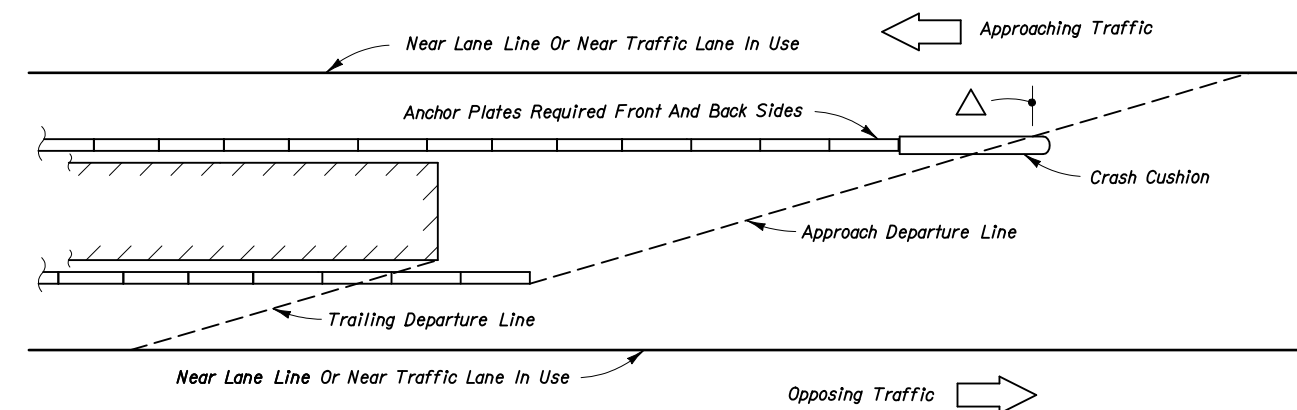 Approaching Traffic
Near Lane Line Or Near Traffic Lane In Use
Anchor Plates Required Front And Back Sides
Crash Cushion
Approach Departure Line
Trailing Departure Line
Near Lane Line Or Near Traffic Lane In Use
Opposing Traffic